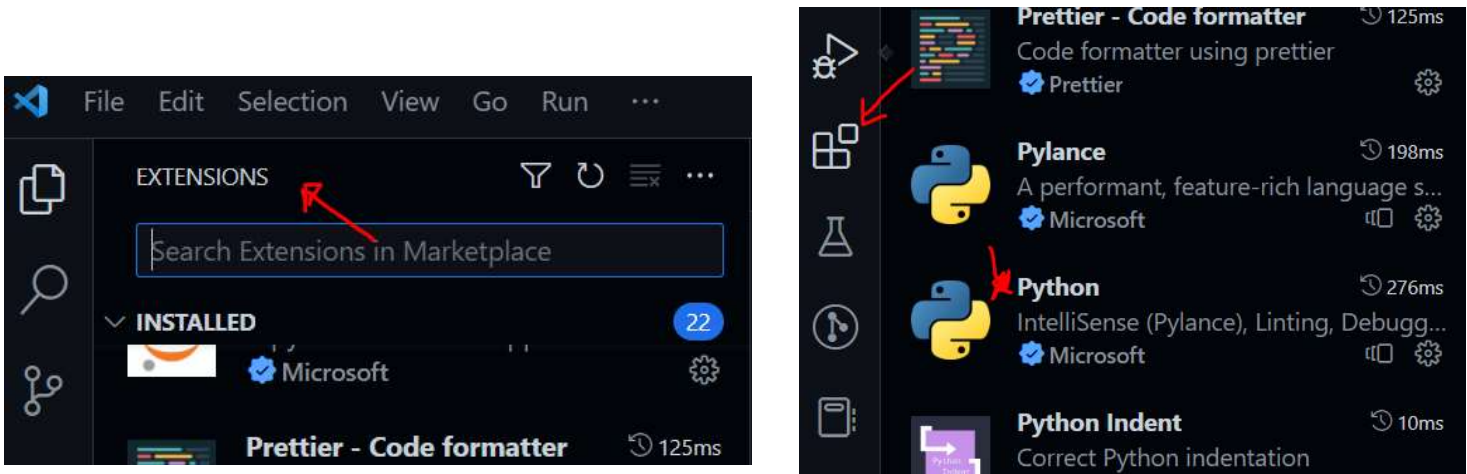 File Edit Selection View Go Run ...
EXTENSIONS
Search Extensions in Marketplace
INSTALLED 22
Microsoft
Prettier - Code formatter 125ms
Prettier - Code formatter 125ms
Code formatter using prettier
Prettier
Pylance 198ms
A performant, feature-rich language s...
Microsoft
Python 276ms
IntelliSense (Pylance), Linting, Debugg...
Microsoft
Python Indent 10ms
Correct Python indentation